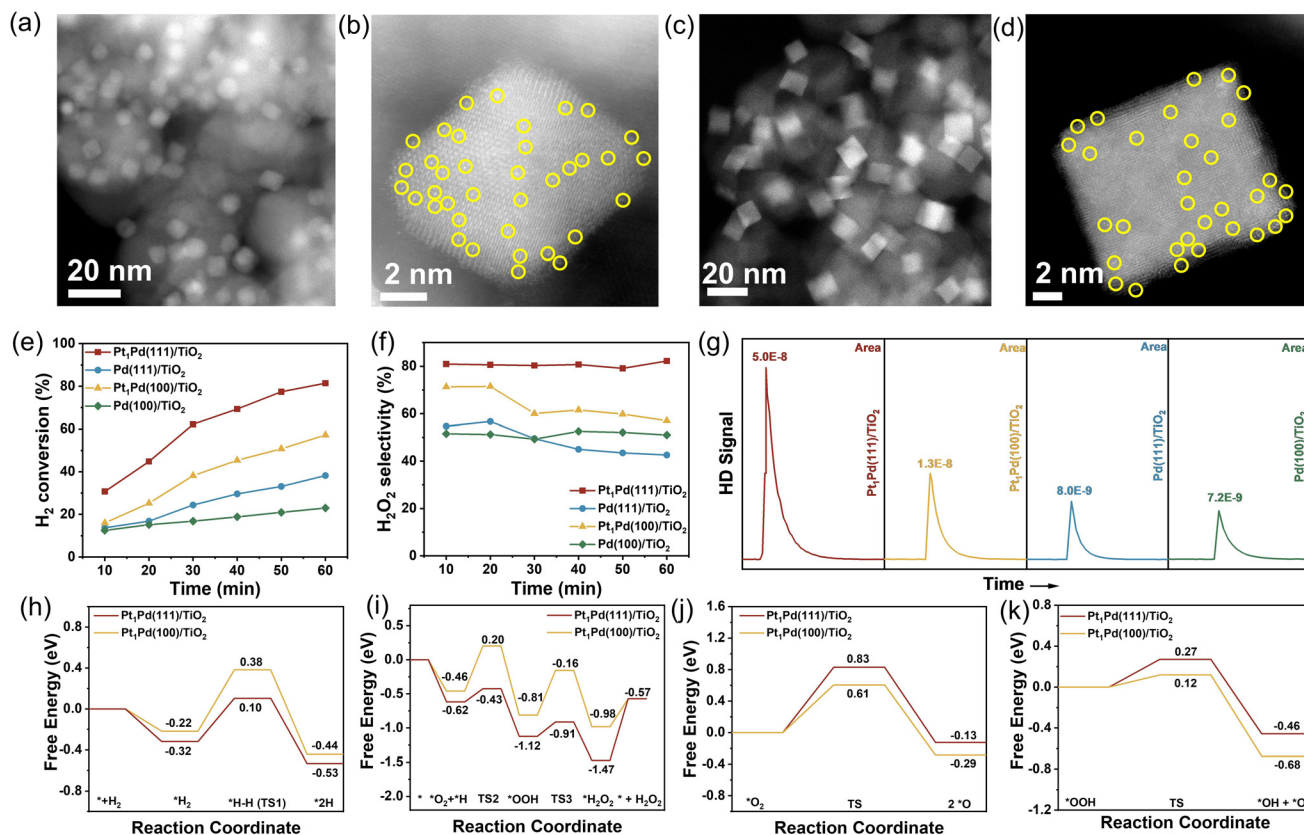 (a)
20 nm
(b)
2 nm
(c)
20 nm
(d)
2 nm
(e)
H₂ conversion (%)
100
80
60
40
20
0
Pt₁Pd(111)/TiO₂
Pd(111)/TiO₂
Pt₁Pd(100)/TiO₂
Pd(100)/TiO₂
10 20 30 40 50 60
Time (min)
(f)
H₂O₂ selectivity (%)
100
80
60
40
20
0
Pt₁Pd(111)/TiO₂
Pd(111)/TiO₂
Pt₁Pd(100)/TiO₂
Pd(100)/TiO₂
10 20 30 40 50 60
Time (min)
(g)
HD Signal
Area
5.0E-8
Pt₁Pd(111)/TiO₂
Area
1.3E-8
Pt₁Pd(100)/TiO₂
Area
8.0E-9
Pd(111)/TiO₂
Area
7.2E-9
Pd(100)/TiO₂
Time →
(h)
Free Energy (eV)
0.8
0.4
0.0
-0.4
-0.8
Pt₁Pd(111)/TiO₂
Pt₁Pd(100)/TiO₂
0.38
0.10
-0.22
-0.32
-0.44
-0.53
*+H₂ *H₂ *H-H (TS1) *2H
Reaction Coordinate
(i)
Free Energy (eV)
0.5
0.0
-0.5
-1.0
-1.5
-2.0
Pt₁Pd(111)/TiO₂
Pt₁Pd(100)/TiO₂
0.20
-0.16
-0.46
-0.43
-0.57
-0.62
-0.81
-0.91
-0.98
-1.12
-1.47
* *O₂+*H TS2 *OOH TS3 *H₂O₂ * + H₂O₂
Reaction Coordinate
(j)
Free Energy (eV)
1.6
1.2
0.8
0.4
0.0
-0.4
-0.8
Pt₁Pd(111)/TiO₂
Pt₁Pd(100)/TiO₂
0.83
0.61
-0.13
-0.29
*O₂ TS 2 *O
Reaction Coordinate
(k)
Free Energy (eV)
0.8
0.4
0.0
-0.4
-0.8
-1.2
Pt₁Pd(111)/TiO₂
Pt₁Pd(100)/TiO₂
0.27
0.12
-0.46
-0.68
*OOH TS *OH + *O
Reaction Coordinate